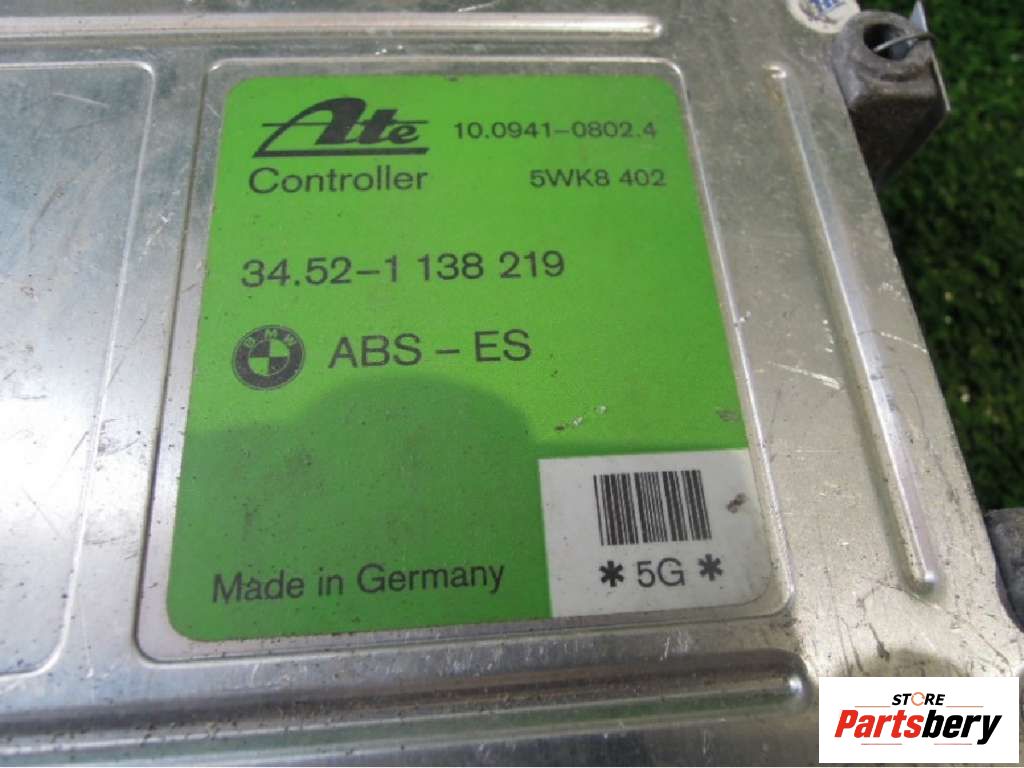 Ate 10.0941-0802.4
Controller 5WK8 402
34.52-1 138 219
BMW ABS - ES
Made in Germany
* 5G *
STORE
Partsbery